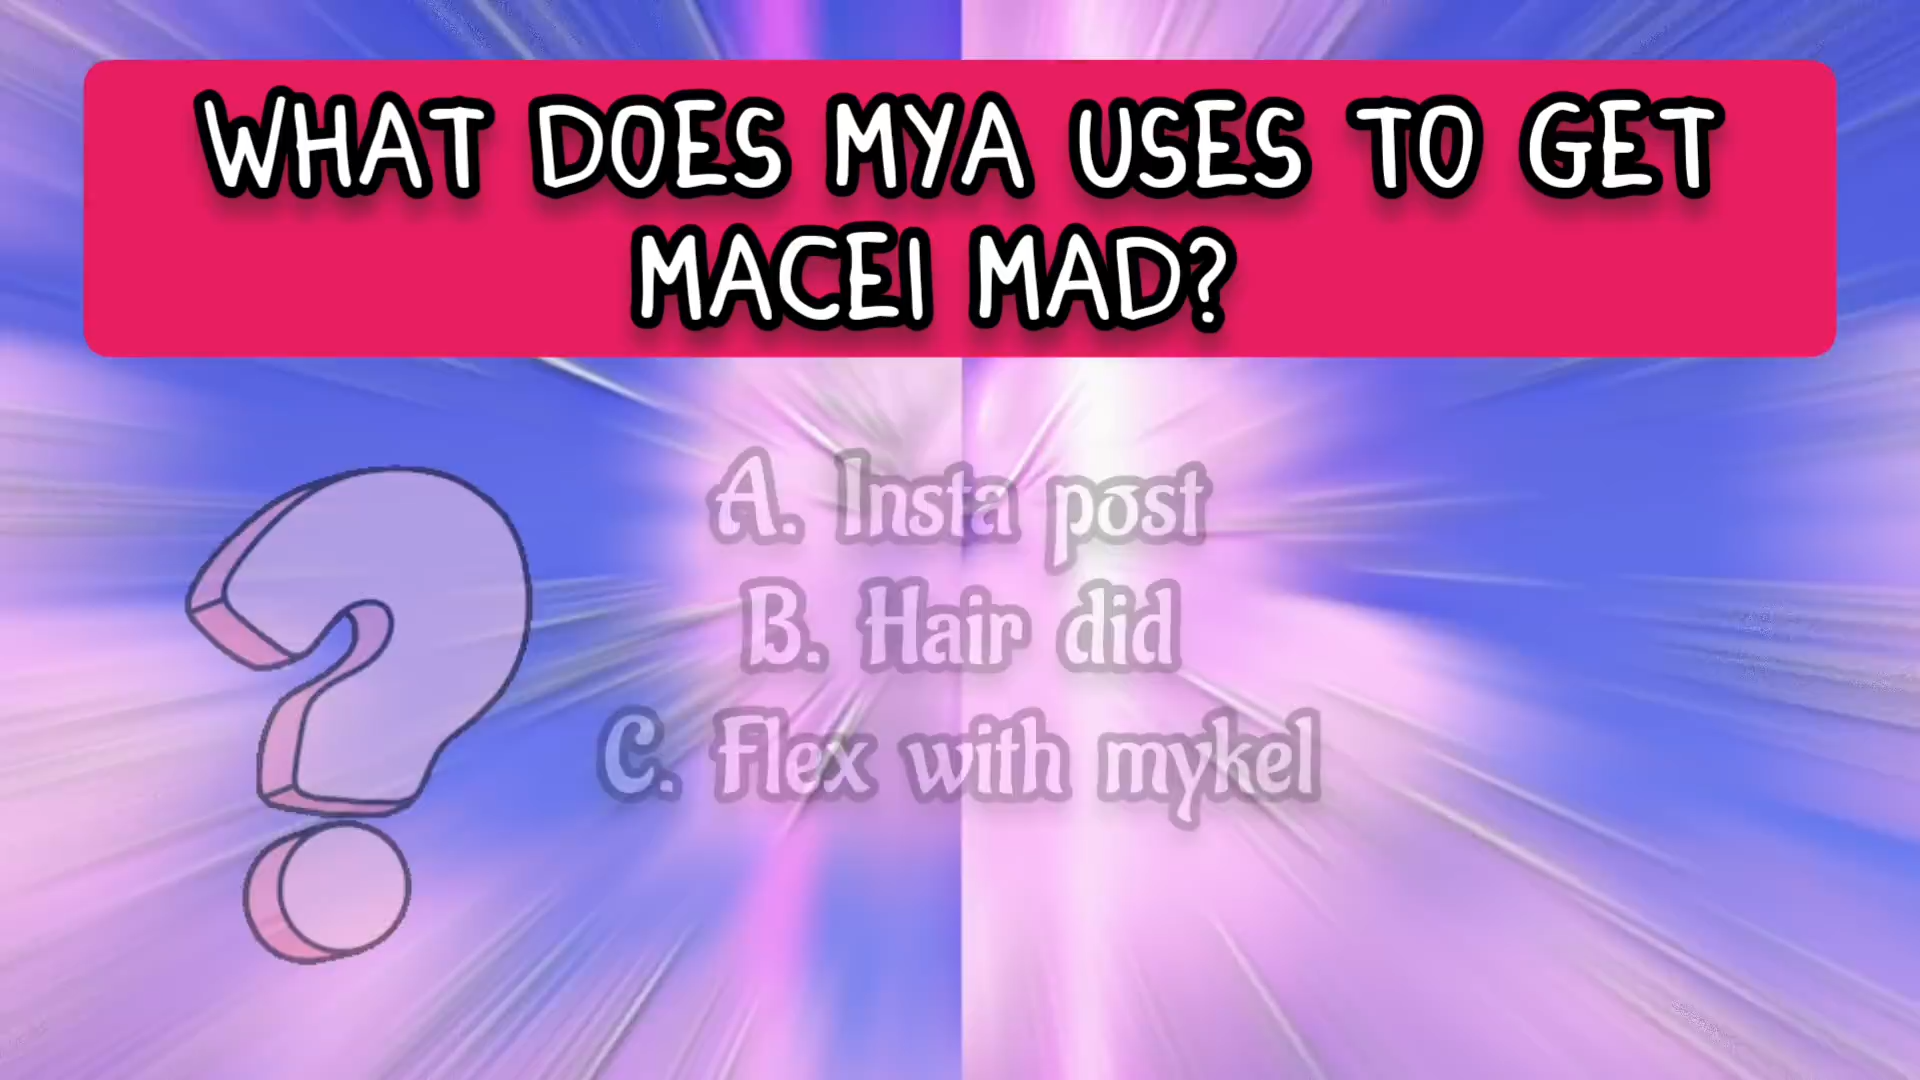 WHAT DOES MYA USES TO GET
MACEI MAD?
A. Insta post
B. Hair did
C. Flex with mykel